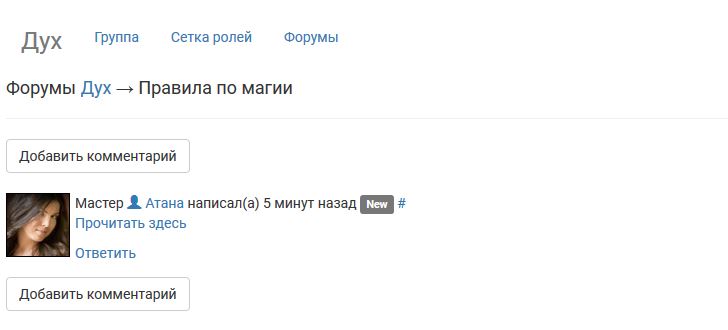 Дух Группа Сетка ролей Форумы
Форумы Дух → Правила по магии
Добавить комментарий
Мастер Атана написал(а) 5 минут назад New #
Прочитать здесь
Ответить
Добавить комментарий